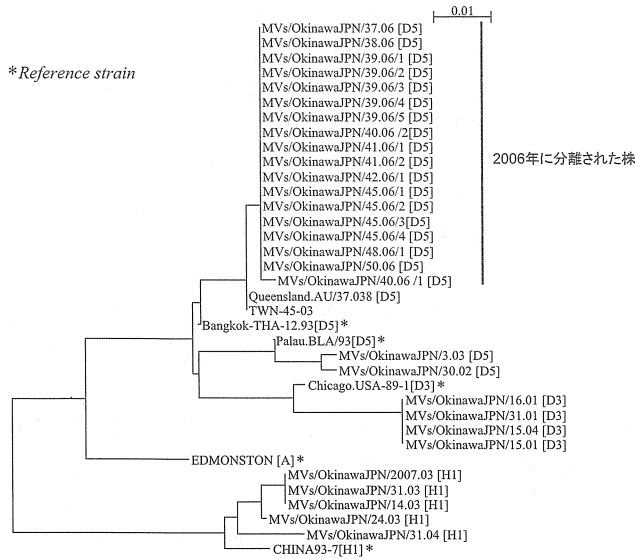 0.01
MVs/OkinawaJPN/37.06 [D5]
MVs/OkinawaJPN/38.06 [D5]
MVs/OkinawaJPN/39.06/1 [D5]
*Reference strain
MVs/OkinawaJPN/39.06/2 [D5]
MVs/OkinawaJPN/39.06/3 [D5]
MVs/OkinawaJPN/39.06/4 [D5]
MVs/OkinawaJPN/39.06/5 [D5]
MVs/OkinawaJPN/40.06 /2[D5]
MVs/OkinawaJPN/41.06/1 [D5]
2006年に分離された株
MVs/OkinawaJPN/41.06/2 [D5]
MVs/OkinawaJPN/42.06/1 [D5]
MVs/OkinawaJPN/45.06/1 [D5]
MVs/OkinawaJPN/45.06/2 [D5]
MVs/OkinawaJPN/45.06/3[D5]
MVs/OkinawaJPN/45.06/4 [D5]
MVs/OkinawaJPN/48.06/1 [D5]
MVs/OkinawaJPN/50.06 [D5]
MVs/OkinawaJPN/40.06 /1 [D5]
Queensland.AU/37.038 [D5]
TWN-45-03
Bangkok-THA-12.93[D5]*
Palau.BLA/93[D5]*
MVs/OkinawaJPN/3.03 [D5]
MVs/OkinawaJPN/30.02 [D5]
Chicago.USA-89-1[D3]*
MVs/OkinawaJPN/16.01 [D3]
MVs/OkinawaJPN/31.01 [D3]
MVs/OkinawaJPN/15.04 [D3]
MVs/OkinawaJPN/15.01 [D3]
EDMONSTON [A]*
MVs/OkinawaJPN/2007.03 [H1]
MVs/OkinawaJPN/31.03 [H1]
MVs/OkinawaJPN/14.03 [H1]
MVs/OkinawaJPN/24.03 [H1]
MVs/OkinawaJPN/31.04 [H1]
CHINA93-7[H1]*